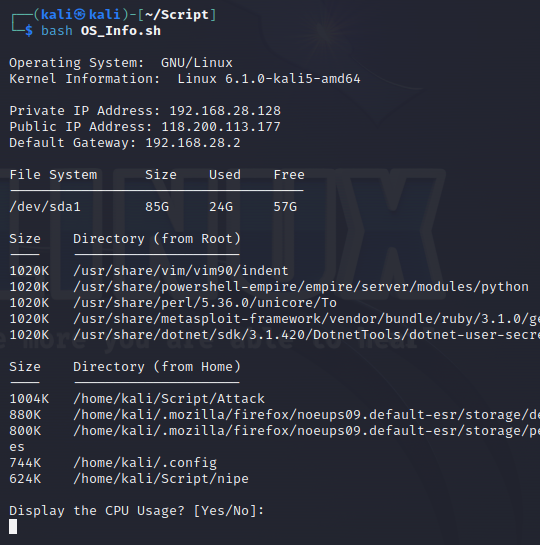 ┌──(kali㉿kali)-[~/Script]
└─$ bash OS_Info.sh
Operating System:  GNU/Linux
Kernel Information:  Linux 6.1.0-kali5-amd64
Private IP Address: 192.168.28.128
Public IP Address: 118.200.113.177
Default Gateway: 192.168.28.2
File System      Size    Used    Free
/dev/sda1        85G     24G     57G
Size    Directory (from Root)
1020K   /usr/share/vim/vim90/indent
1020K   /usr/share/powershell-empire/empire/server/modules/python
1020K   /usr/share/perl/5.36.0/unicore/To
1020K   /usr/share/metasploit-framework/vendor/bundle/ruby/3.1.0/ge
1020K   /usr/share/dotnet/sdk/3.1.420/DotnetTools/dotnet-user-secre
Size    Directory (from Home)
1004K   /home/kali/Script/Attack
880K    /home/kali/.mozilla/firefox/noeups09.default-esr/storage/de
800K    /home/kali/.mozilla/firefox/noeups09.default-esr/storage/pe
es
744K    /home/kali/.config
624K    /home/kali/Script/nipe
Display the CPU Usage? [Yes/No]: